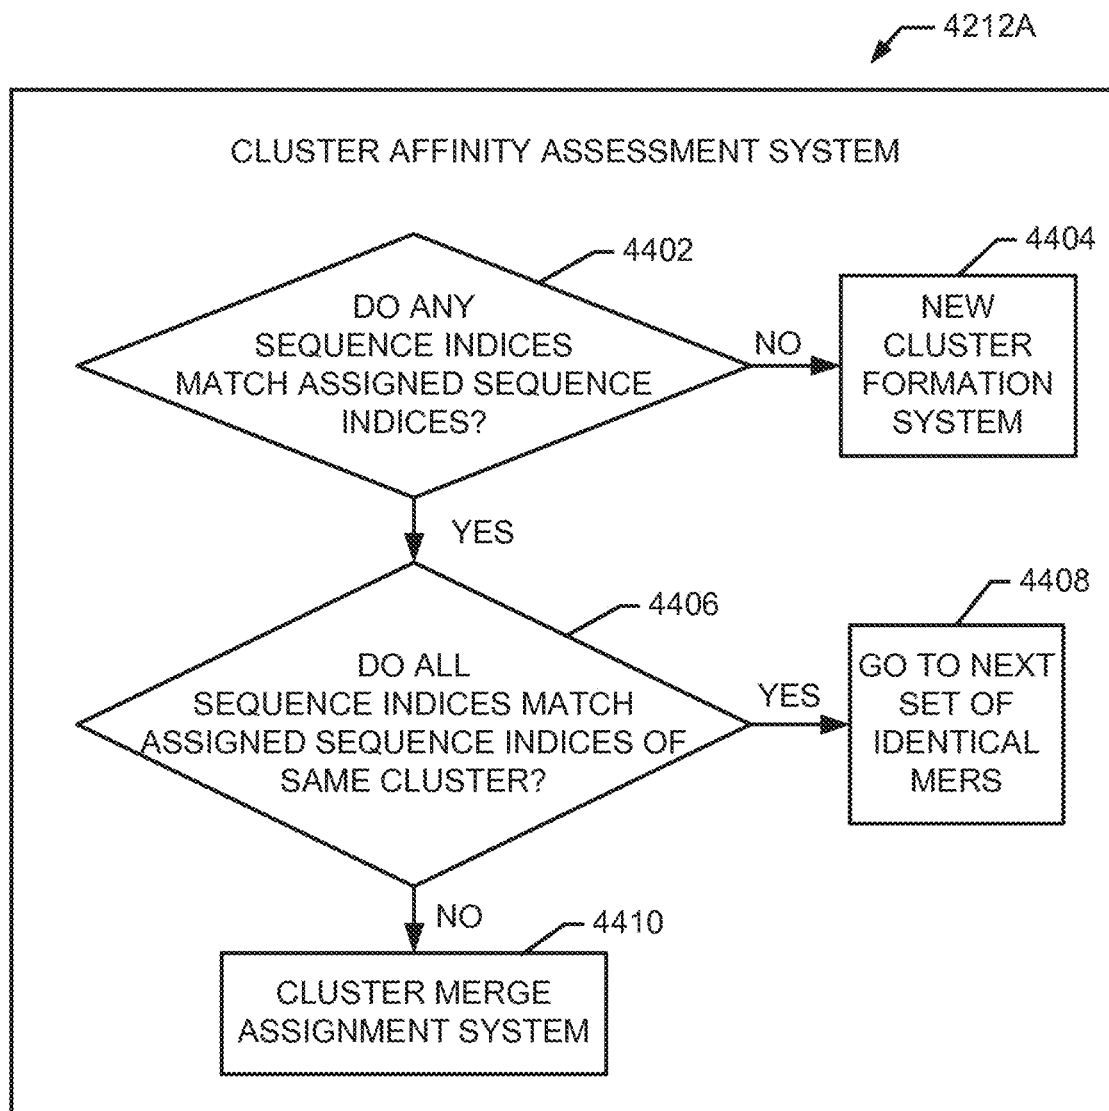 4212A
CLUSTER AFFINITY ASSESSMENT SYSTEM
4402
DO ANY
SEQUENCE INDICES
MATCH ASSIGNED SEQUENCE
INDICES?
NO
4404
NEW
CLUSTER
FORMATION
SYSTEM
YES
4406
DO ALL
SEQUENCE INDICES MATCH
ASSIGNED SEQUENCE INDICES OF
SAME CLUSTER?
YES
4408
GO TO NEXT
SET OF
IDENTICAL
MERS
NO
4410
CLUSTER MERGE
ASSIGNMENT SYSTEM